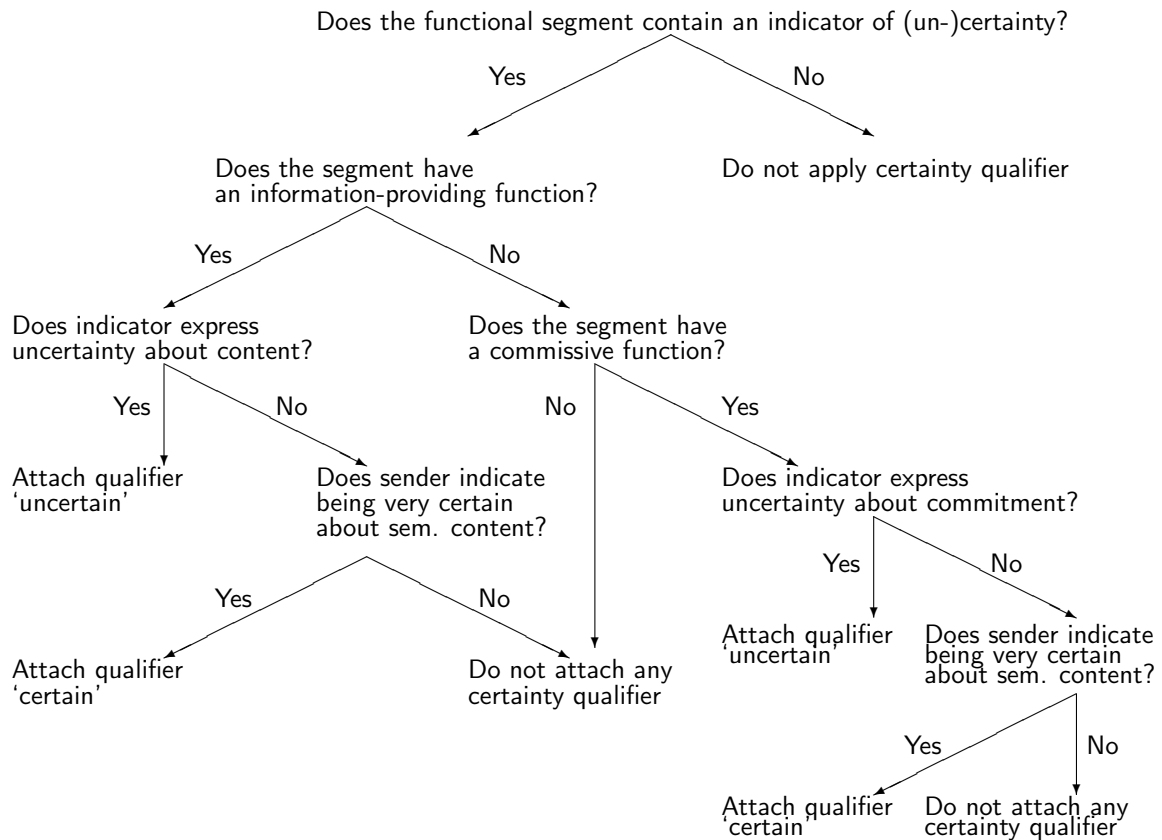 Does the functional segment contain an indicator of (un-)certainty?
Yes
No
Does the segment have
an information-providing function?
Do not apply certainty qualifier
Yes
No
Does indicator express
uncertainty about content?
Does the segment have
a commissive function?
Yes
No
No
Yes
Attach qualifier
‘uncertain’
Does sender indicate
being very certain
about sem. content?
Does indicator express
uncertainty about commitment?
Yes
No
Yes
No
Attach qualifier
‘certain’
Do not attach any
certainty qualifier
Attach qualifier
‘uncertain’
Does sender indicate
being very certain
about sem. content?
Yes
No
Attach qualifier
‘certain’
Do not attach any
certainty qualifier